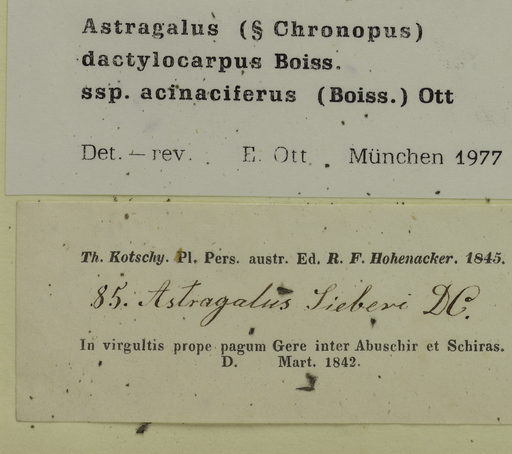 Astragalus (§ Chronopus)
dactylocarpus Boiss.
ssp. acinaciferus (Boiss.) Ott
Det. — rev. E. Ott, München 1977
Th. Kotschy. Pl. Pers. austr. Ed. R. F. Hohenacker. 1845.
85. Astragalus Sieberi DC.
In virgultis prope pagum Gere inter Abuschir et Schiras.
D. Mart. 1842.